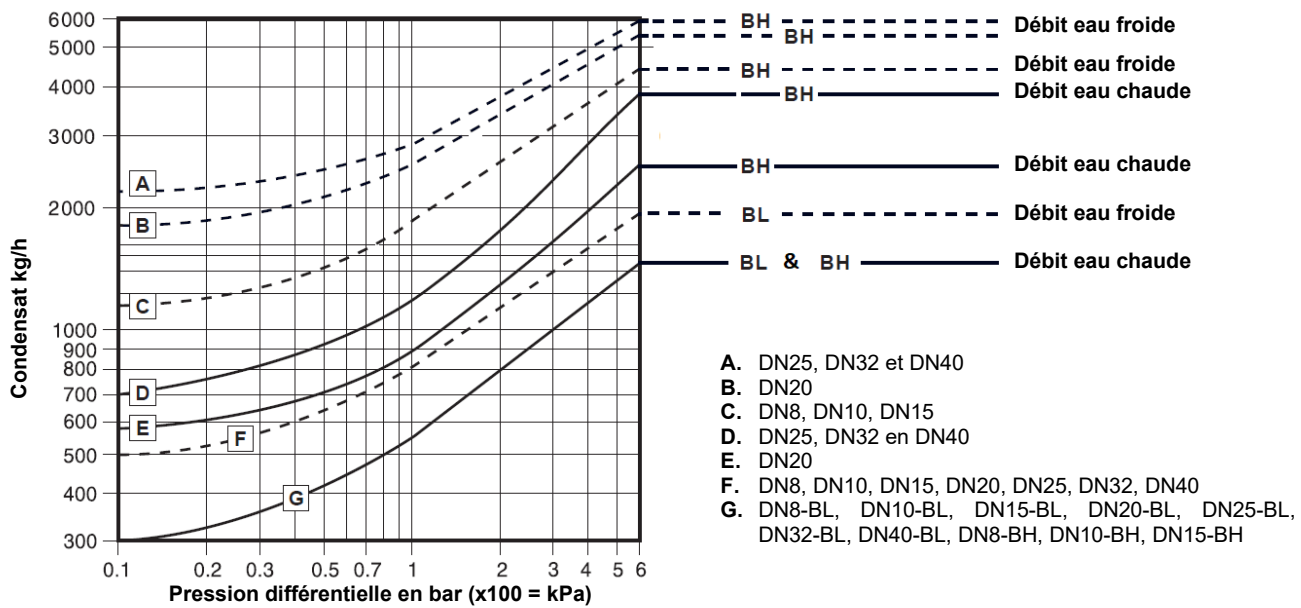 6000
5000
4000
3000
2000
1000
900
800
700
600
500
400
300
Condensat kg/h
A
B
C
D
E
F
G
0.1 0.2 0.3 0.5 0.7 1 2 3 4 5 6
Pression différentielle en bar (x100 = kPa)
BH Débit eau froide
BH
BH Débit eau froide
BH Débit eau chaude
BH Débit eau chaude
BL Débit eau froide
BL & BH Débit eau chaude
A. DN25, DN32 et DN40
B. DN20
C. DN8, DN10, DN15
D. DN25, DN32 en DN40
E. DN20
F. DN8, DN10, DN15, DN20, DN25, DN32, DN40
G. DN8-BL, DN10-BL, DN15-BL, DN20-BL, DN25-BL,
DN32-BL, DN40-BL, DN8-BH, DN10-BH, DN15-BH